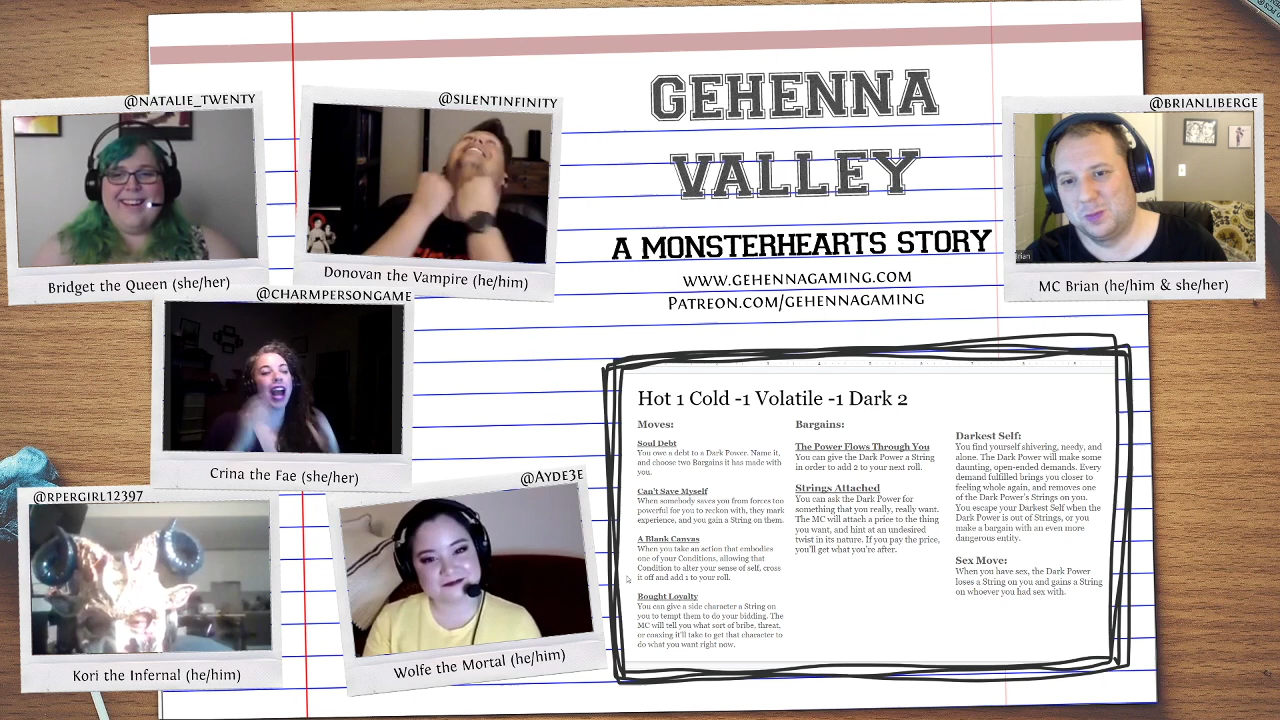 @NATALIE_TWENTY
Bridget the Queen (she/her)
@SILENTINFINITY
Donovan the Vampire (he/him)
@CHARMPERSONGAME
Crina the Fae (she/her)
@RPERGIRL12397
Kori the Infernal (he/him)
@AYDE3E
Wolfe the Mortal (he/him)
GEHENNA
VALLEY
A MONSTERHEARTS STORY
WWW.GEHENNAGAMING.COM
PATREON.COM/GEHENNAGAMING
@BRIANLIBERGE
Brian
MC Brian (he/him & she/her)
Hot 1 Cold -1 Volatile -1 Dark 2
Moves:
Soul Debt
You owe a debt to a Dark Power. Name it,
and choose two Bargains it has made with
you.
Can't Save Myself
When somebody saves you from forces too
powerful for you to reckon with, they mark
experience, and you gain a String on them.
A Blank Canvas
When you take an action that embodies
one of your Conditions, allowing that
Condition to alter your sense of self, cross
it off and add 1 to your roll.
Bought Loyalty
You can give a side character a String on
you to tempt them to do your bidding. The
MC will tell you what sort of bribe, threat,
or coaxing it'll take to get that character to
do what you want right now.
Bargains:
The Power Flows Through You
You can give the Dark Power a String
in order to add 2 to your next roll.
Strings Attached
You can ask the Dark Power for
something that you really, really want.
The MC will attach a price to the thing
you want, and hint at an undesired
twist in its nature. If you pay the price,
you'll get what you're after.
Darkest Self:
You find yourself shivering, needy, and
alone. The Dark Power will make some
daunting, open-ended demands. Every
demand fulfilled brings you closer to
feeling whole again, and removes one
of the Dark Power's Strings on you.
You escape your Darkest Self when the
Dark Power is out of Strings, or you
make a bargain with an even more
dangerous entity.
Sex Move:
When you have sex, the Dark Power
loses a String on you and gains a String
on whoever you had sex with.